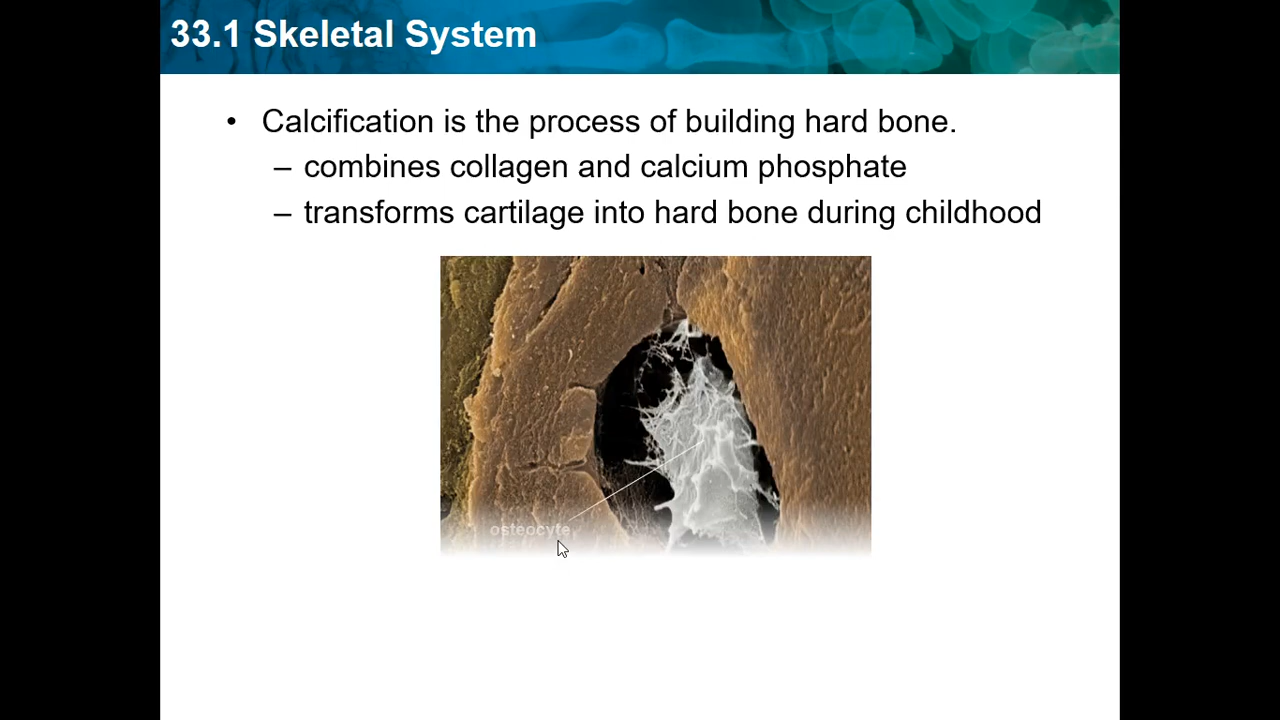 33.1 Skeletal System
• Calcification is the process of building hard bone.
– combines collagen and calcium phosphate
– transforms cartilage into hard bone during childhood
osteocyte